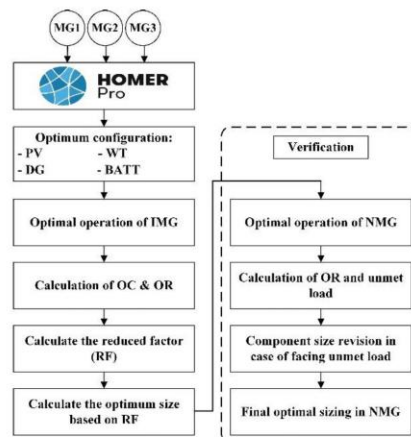 MG1 MG2 MG3
HOMER
Pro
Optimum configuration:
- PV - WT
- DG - BATT
Optimal operation of IMG
Calculation of OC & OR
Calculate the reduced factor
(RF)
Calculate the optimum size
based on RF
Verification
Optimal operation of NMG
Calculation of OR and unmet
load
Component size revision in
case of facing unmet load
Final optimal sizing in NMG